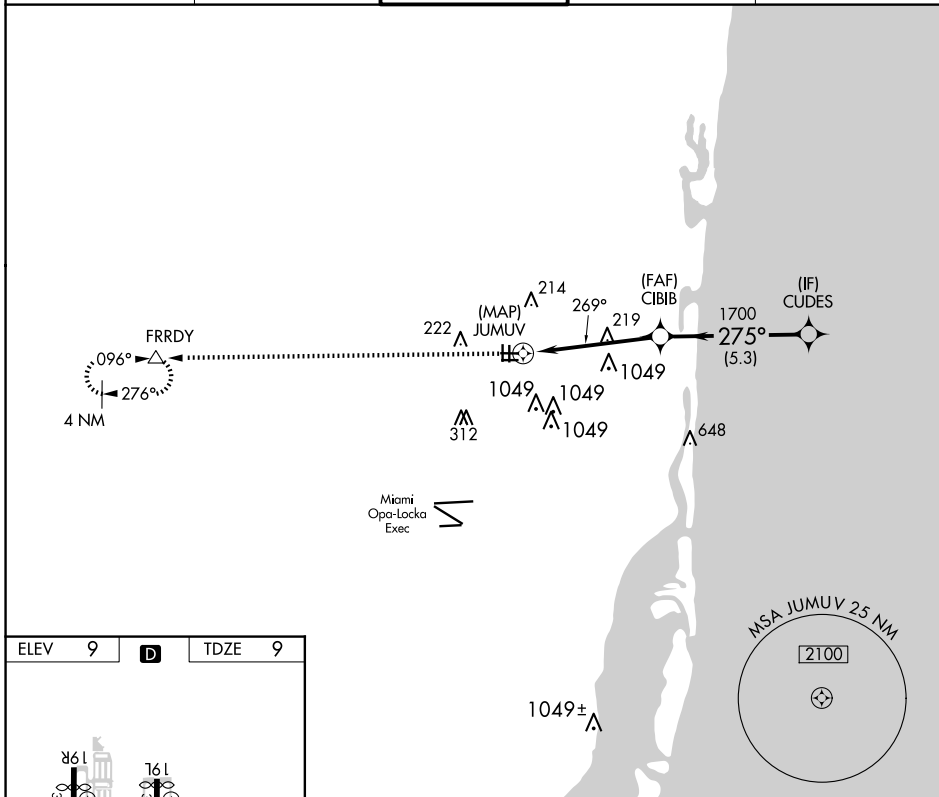 (IF)
CUDES
(FAF)
CIBIB
1700
275°
(5.3)
269°
219
214
(MAP)
JUMUV
222
FRRDY
096°
276°
4 NM
1049
1049
1049
1049
312
648
Miami
Opa-Locka
Exec
MSA JUMUV 25 NM
2100
1049±
ELEV 9
D
TDZE 9
19R
19L